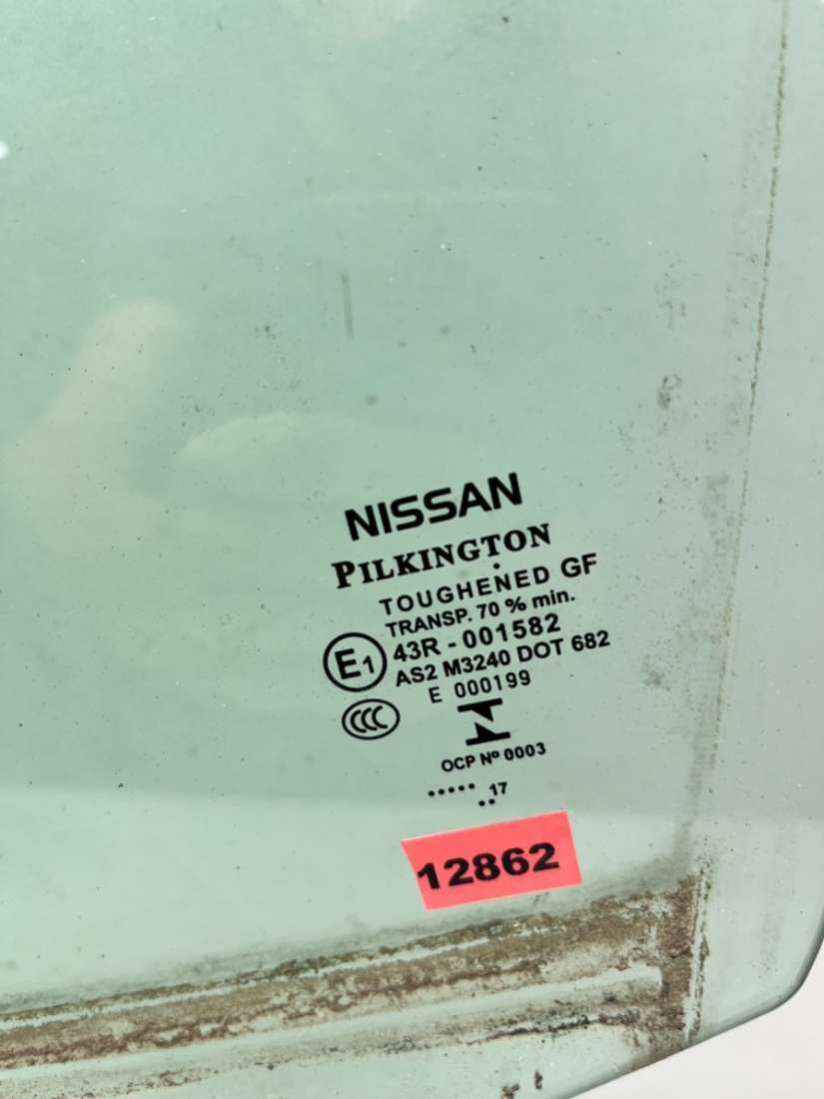 NISSAN
PILKINGTON
TOUGHENED GF
TRANSP. 70 % min.
E1 43R - 001582
AS2 M3240 DOT 682
E 000199
CCC
OCP Nº 0003
..... 17
..
12862